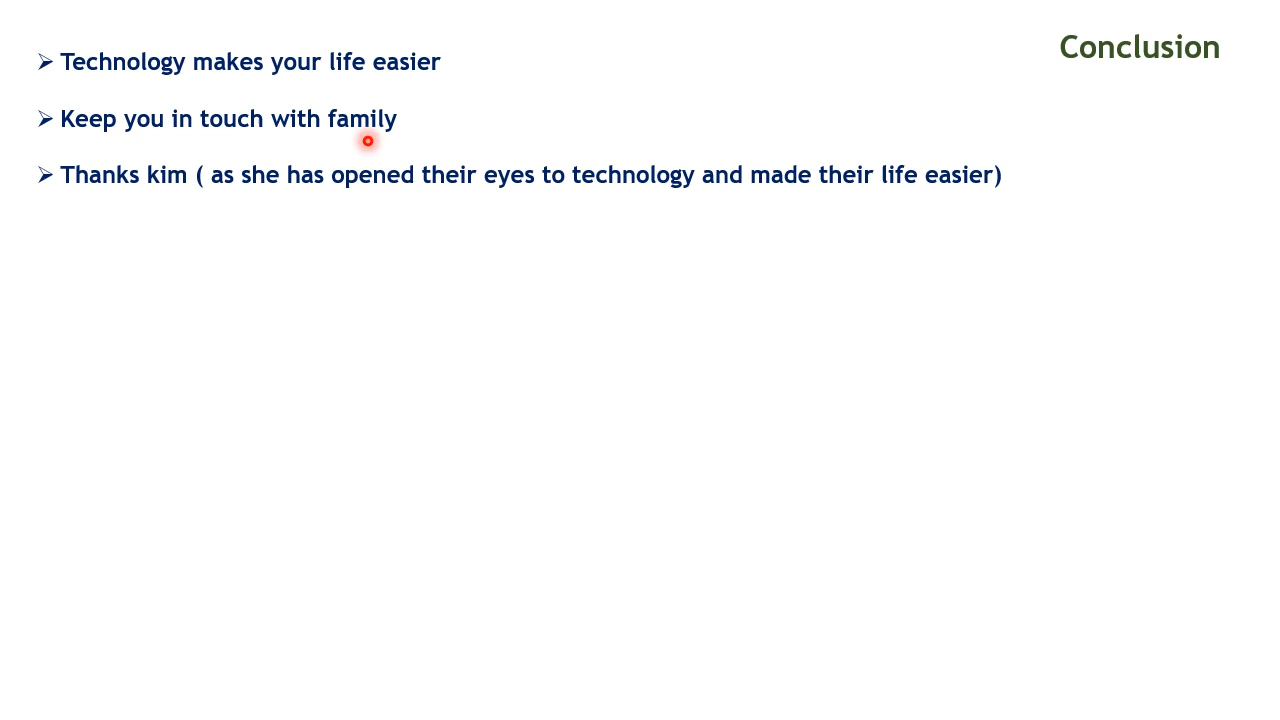 Conclusion
➢ Technology makes your life easier
➢ Keep you in touch with family
➢ Thanks kim ( as she has opened their eyes to technology and made their life easier)